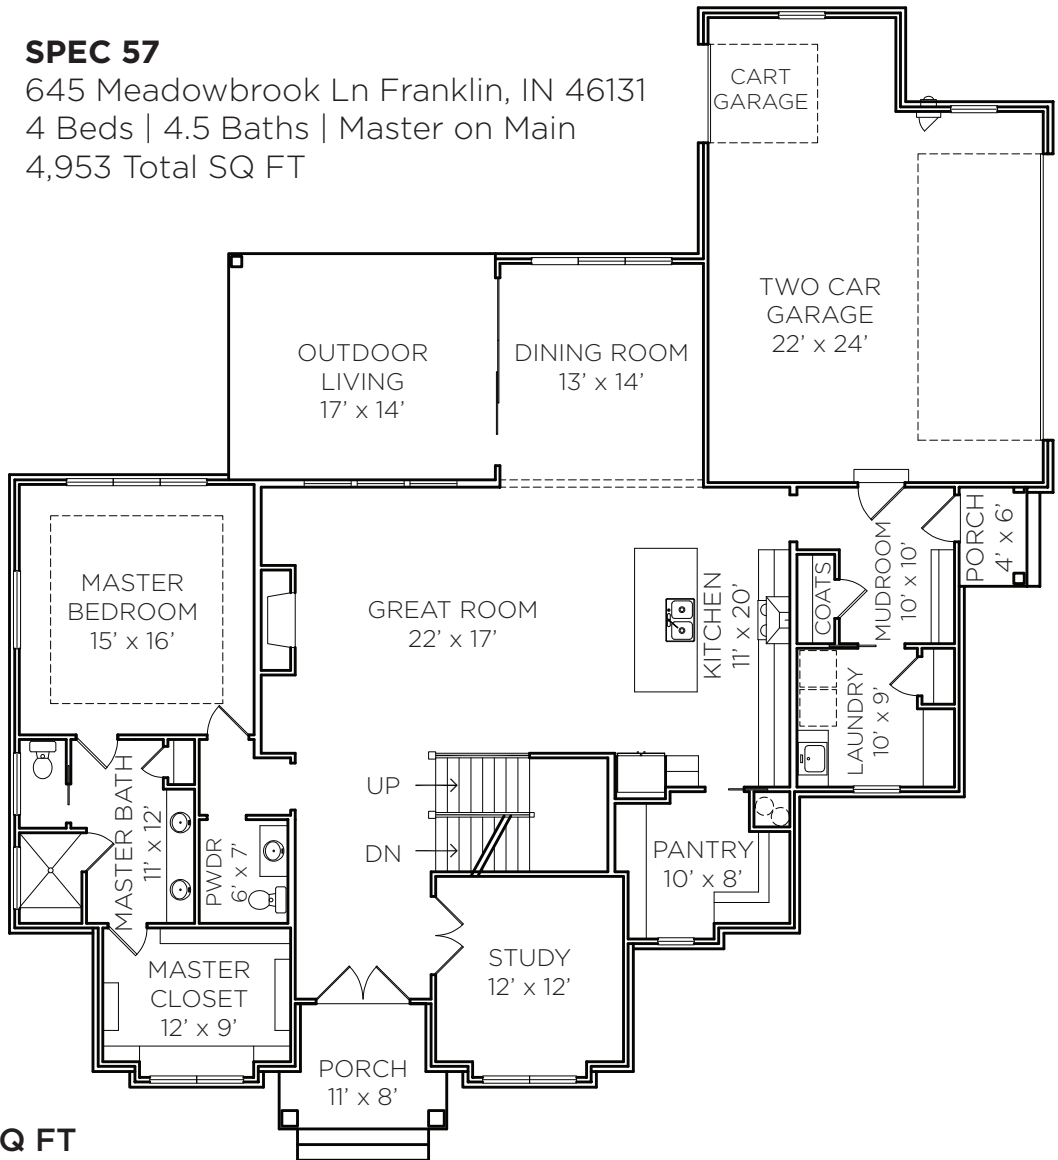 SPEC 57
645 Meadowbrook Ln Franklin, IN 46131
4 Beds | 4.5 Baths | Master on Main
4,953 Total SQ FT
CART
GARAGE
TWO CAR
GARAGE
22’ x 24’
OUTDOOR
LIVING
17’ x 14’
DINING ROOM
13’ x 14’
MASTER
BEDROOM
15’ x 16’
GREAT ROOM
22’ x 17’
KITCHEN
11’ x 20’
COATS
MUDROOM
10’ x 10’
PORCH
4’ x 6’
LAUNDRY
10’ x 9’
MASTER BATH
11’ x 12’
PWDR
6’ x 7’
UP
DN
PANTRY
10’ x 8’
STUDY
12’ x 12’
MASTER
CLOSET
12’ x 9’
PORCH
11’ x 8’
Q FT